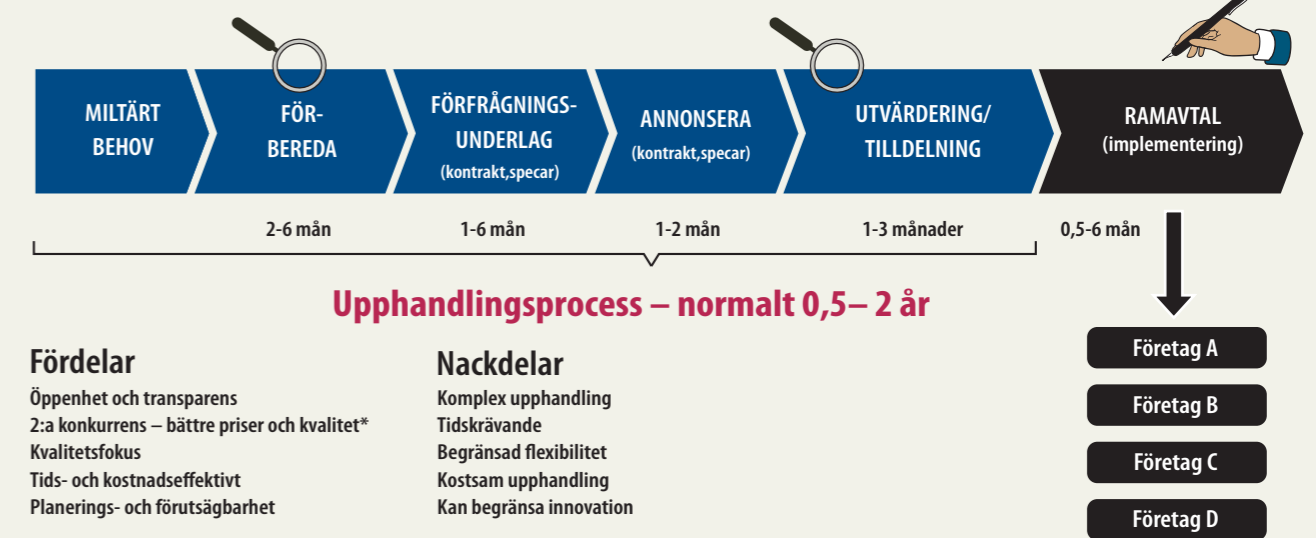 MILTÄRT
BEHOV
FÖR-
BEREDA
FÖRFRÅGNINGS-
UNDERLAG
(kontrakt,specar)
ANNONSERA
(kontrakt,specar)
UTVÄRDERING/
TILLDELNING
RAMAVTAL
(implementering)
2-6 mån
1-6 mån
1-2 mån
1-3 månader
0,5-6 mån
Upphandlingsprocess – normalt 0,5– 2 år
Fördelar
Öppenhet och transparens
2:a konkurrens – bättre priser och kvalitet*
Kvalitetsfokus
Tids- och kostnadseffektivt
Planerings- och förutsägbarhet
Nackdelar
Komplex upphandling
Tidskrävande
Begränsad flexibilitet
Kostsam upphandling
Kan begränsa innovation
Företag A
Företag B
Företag C
Företag D